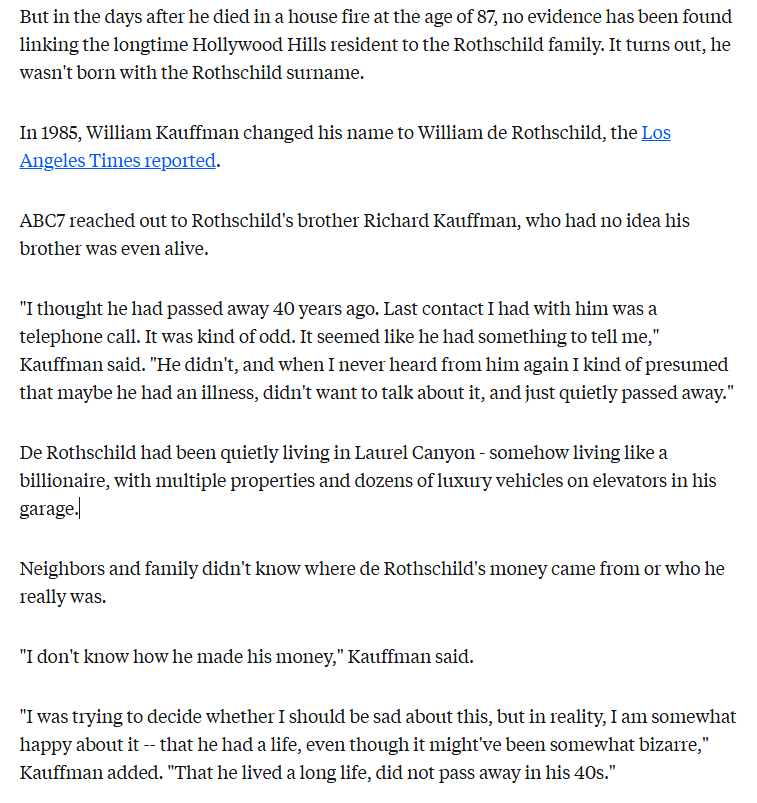 But in the days after he died in a house fire at the age of 87, no evidence has been found
linking the longtime Hollywood Hills resident to the Rothschild family. It turns out, he
wasn't born with the Rothschild surname.
In 1985, William Kauffman changed his name to William de Rothschild, the Los
Angeles Times reported.
ABC7 reached out to Rothschild's brother Richard Kauffman, who had no idea his
brother was even alive.
"I thought he had passed away 40 years ago. Last contact I had with him was a
telephone call. It was kind of odd. It seemed like he had something to tell me,"
Kauffman said. "He didn't, and when I never heard from him again I kind of presumed
that maybe he had an illness, didn't want to talk about it, and just quietly passed away."
De Rothschild had been quietly living in Laurel Canyon - somehow living like a
billionaire, with multiple properties and dozens of luxury vehicles on elevators in his
garage.
Neighbors and family didn't know where de Rothschild's money came from or who he
really was.
"I don't know how he made his money," Kauffman said.
"I was trying to decide whether I should be sad about this, but in reality, I am somewhat
happy about it -- that he had a life, even though it might've been somewhat bizarre,"
Kauffman added. "That he lived a long life, did not pass away in his 40s."